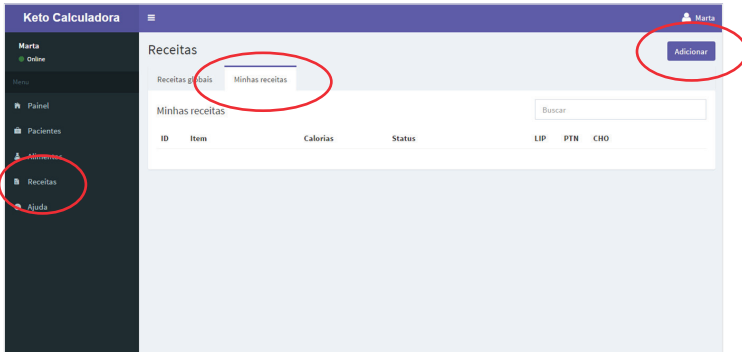 Keto Calculadora
Marta
Marta
Online
Menu
Painel
Pacientes
Alimentos
Receitas
Ajuda
Receitas
Adicionar
Receitas globais
Minhas receitas
Minhas receitas
Buscar
ID Item Calorias Status LIP PTN CHO